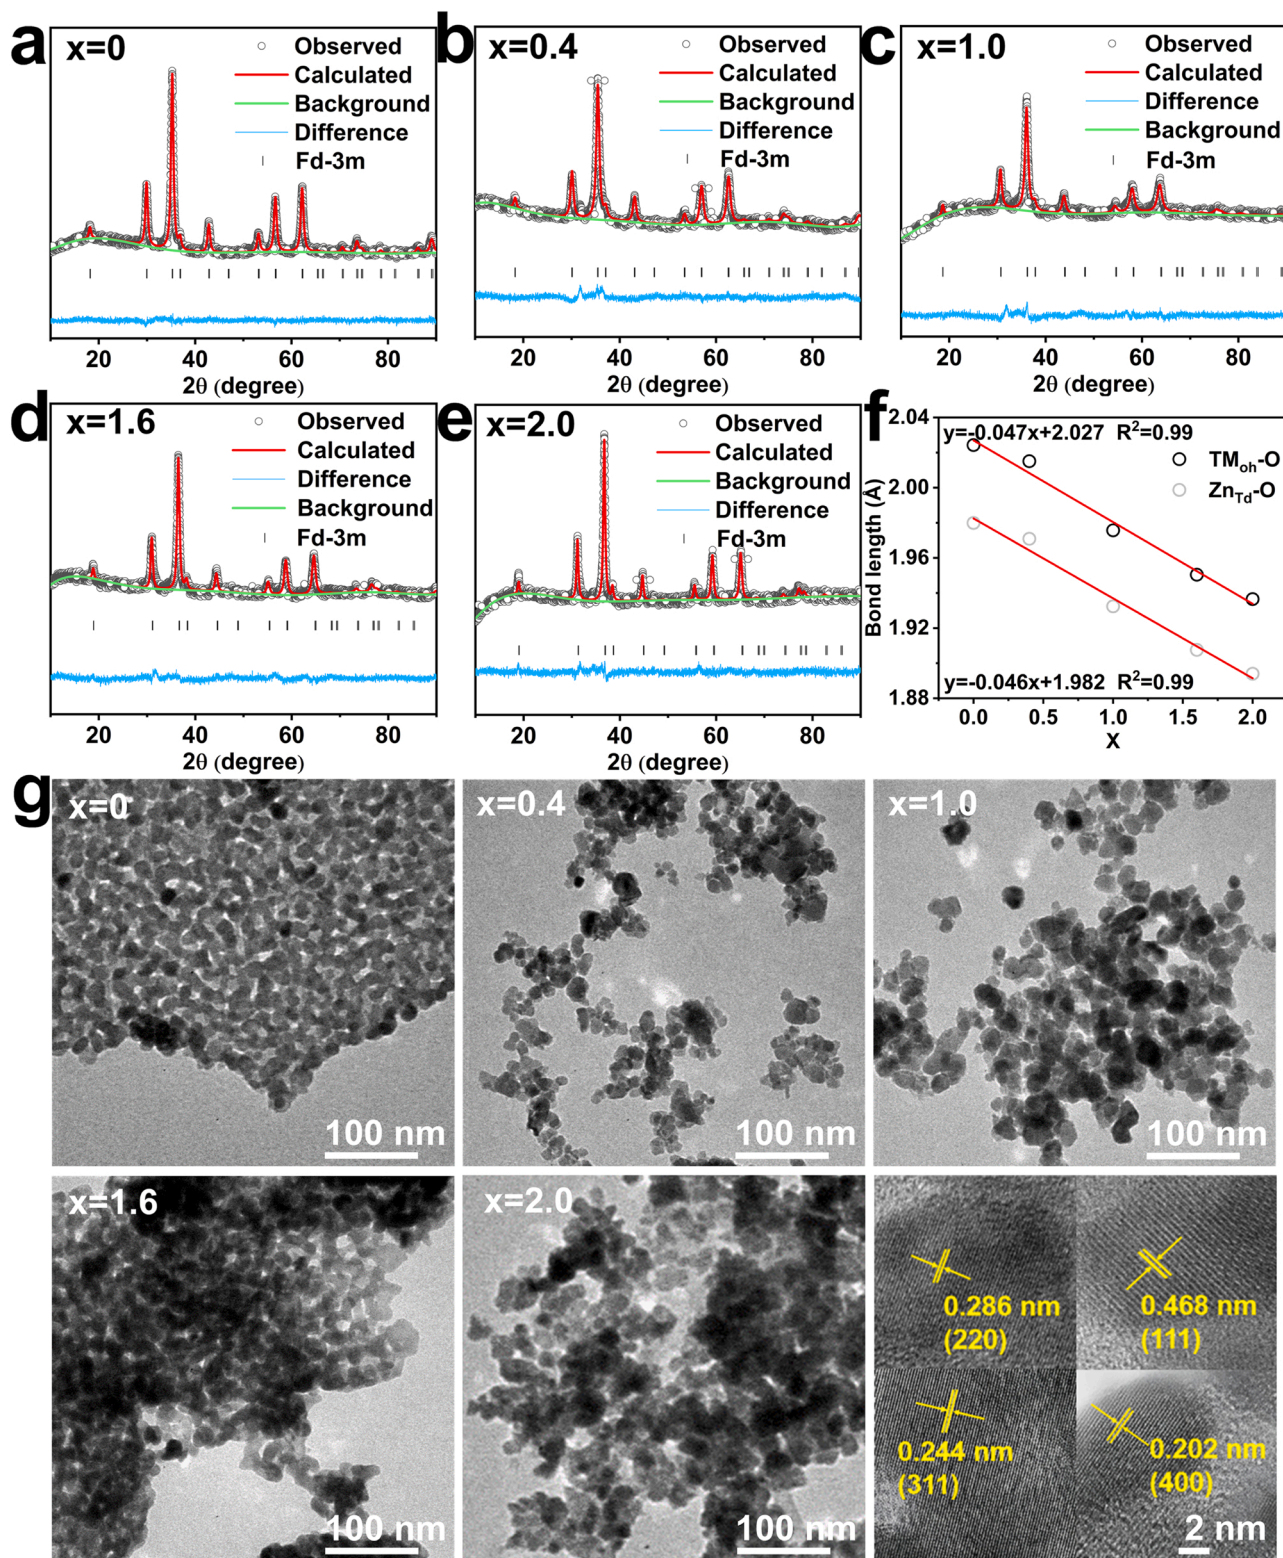 a
x=0
Observed
Calculated
Background
Difference
Fd-3m
20 40 60 80
2θ (degree)
b
x=0.4
Observed
Calculated
Background
Difference
Fd-3m
20 40 60 80
2θ (degree)
c
x=1.0
Observed
Calculated
Difference
Background
Fd-3m
20 40 60 80
2θ (degree)
d
x=1.6
Observed
Calculated
Difference
Background
Fd-3m
20 40 60 80
2θ (degree)
e
x=2.0
Observed
Calculated
Background
Difference
Fd-3m
20 40 60 80
2θ (degree)
f
y=-0.047x+2.027 R²=0.99
TMoh-O
ZnTd-O
y=-0.046x+1.982 R²=0.99
Bond length (Å)
2.04
2.00
1.96
1.92
1.88
0.0 0.5 1.0 1.5 2.0
X
g
x=0
100 nm
x=0.4
100 nm
x=1.0
100 nm
x=1.6
100 nm
x=2.0
100 nm
0.286 nm
(220)
0.468 nm
(111)
0.244 nm
(311)
0.202 nm
(400)
2 nm